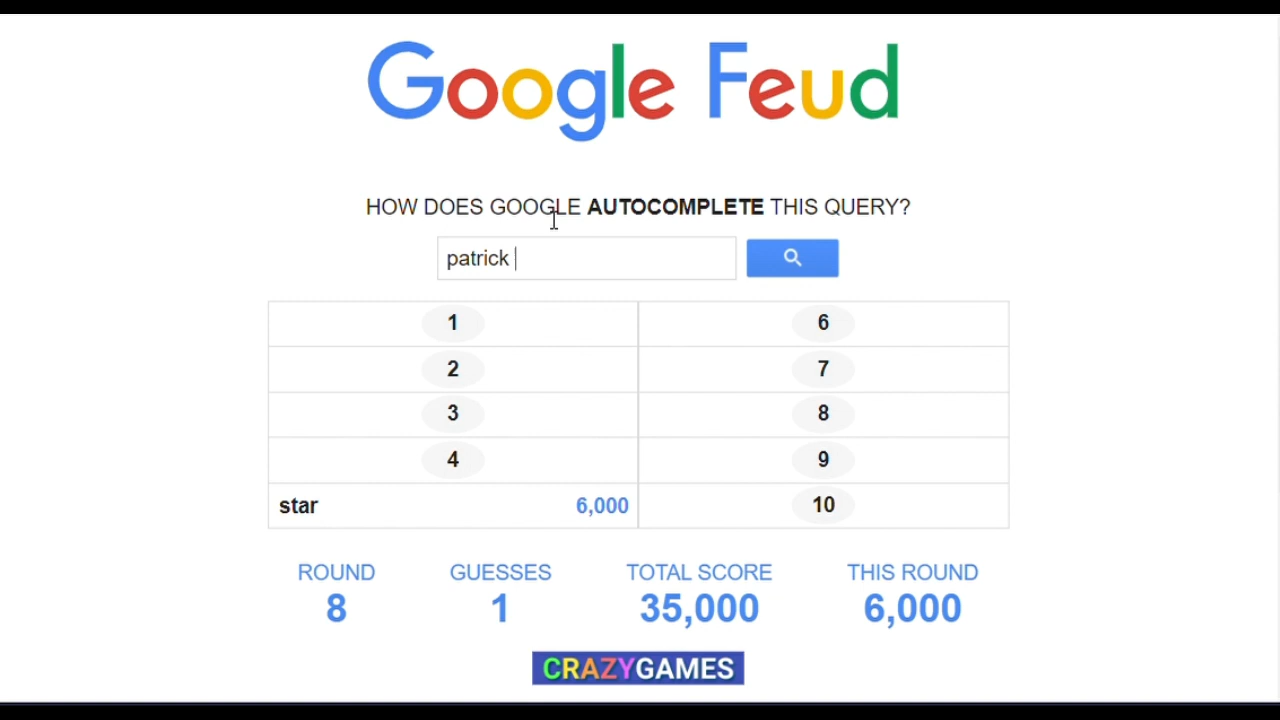 Google Feud
HOW DOES GOOGLE AUTOCOMPLETE THIS QUERY?
patrick
1 6
2 7
3 8
4 9
star 6,000 10
ROUND GUESSES TOTAL SCORE THIS ROUND
8 1 35,000 6,000
CRAZYGAMES